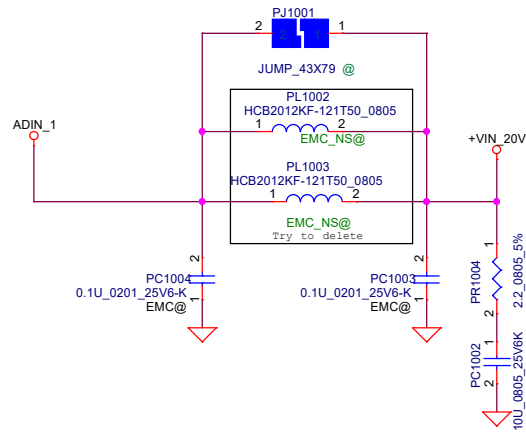 PJ1001
2 2 1 1
JUMP_43X79 @
PL1002
HCB2012KF-121T50_0805
1 2
EMC_NS@
ADIN_1
+VIN_20V
PL1003
HCB2012KF-121T50_0805
1 2
EMC_NS@
Try to delete
2
PC1004
0.1U_0201_25V6-K
1
EMC@
2
PC1003
0.1U_0201_25V6-K
1
EMC@
1
PR1004
2.2_0805_5%
2
1
PC1002
10U_0805_25V6K
2